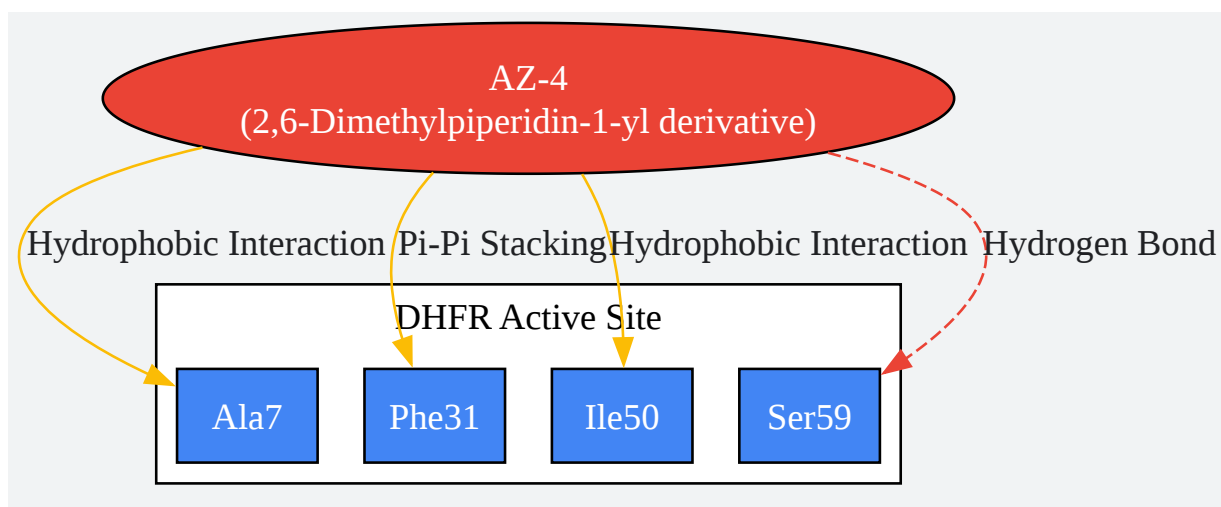 AZ-4
(2,6-Dimethylpiperidin-1-yl derivative)
Hydrophobic Interaction
Pi-Pi Stacking
Hydrophobic Interaction
Hydrogen Bond
DHFR Active Site
Ala7
Phe31
Ile50
Ser59